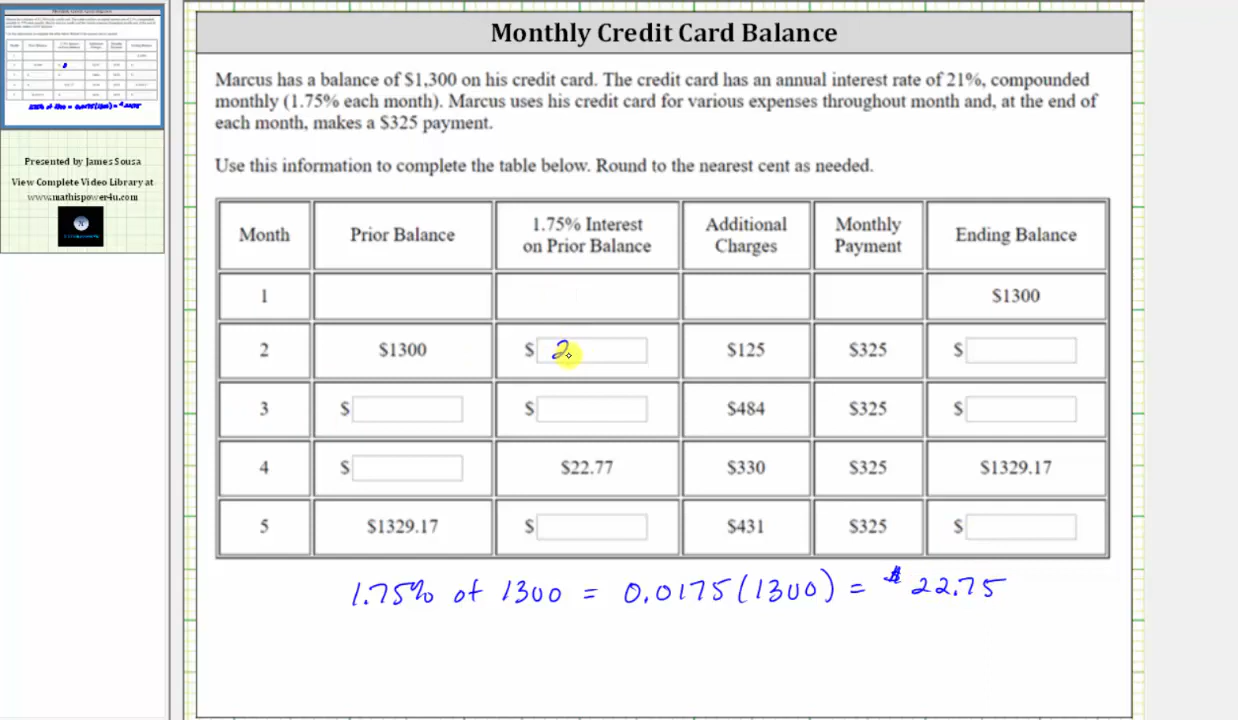 Monthly Credit Card Balance
Marcus has a balance of $1,300 on his credit card. The credit card has an annual interest rate of 21%, compounded
monthly (1.75% each month). Marcus uses his credit card for various expenses throughout month and, at the end of
each month, makes a $325 payment.
Use this information to complete the table below. Round to the nearest cent as needed.
Month Prior Balance 1.75% Interest on Prior Balance Additional Charges Monthly Payment Ending Balance
1 $1300
2 $1300 $ 2 $125 $325 $
3 $ $ $484 $325 $
4 $ $22.77 $330 $325 $1329.17
5 $1329.17 $ $431 $325 $
1.75% of 1300 = 0.0175(1300) = $22.75
Presented by James Sousa
View Complete Video Library at
www.mathispower4u.com